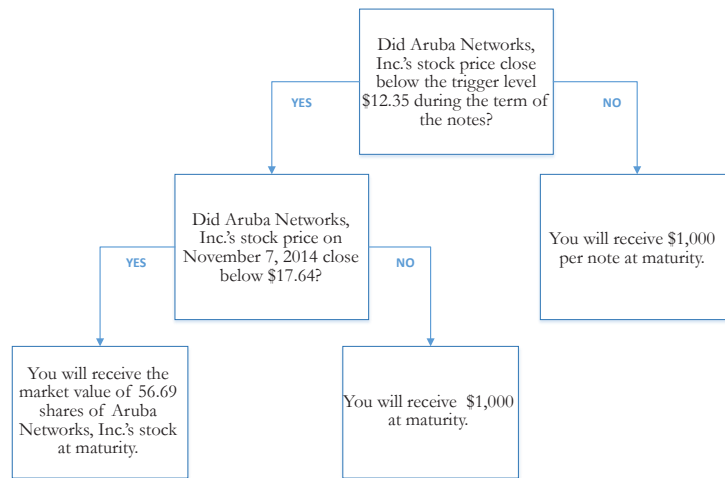 Did Aruba Networks,
Inc.'s stock price close
below the trigger level
$12.35 during the term of
the notes?
YES
NO
Did Aruba Networks,
Inc.'s stock price on
November 7, 2014 close
below $17.64?
You will receive $1,000
per note at maturity.
YES
NO
You will receive the
market value of 56.69
shares of Aruba
Networks, Inc.'s stock
at maturity.
You will receive $1,000
at maturity.